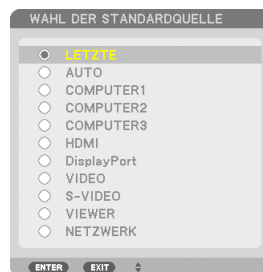 WAHL DER STANDARDQUELLE
LETZTE
AUTO
COMPUTER1
COMPUTER2
COMPUTER3
HDMI
DisplayPort
VIDEO
S-VIDEO
VIEWER
NETZWERK
ENTER EXIT